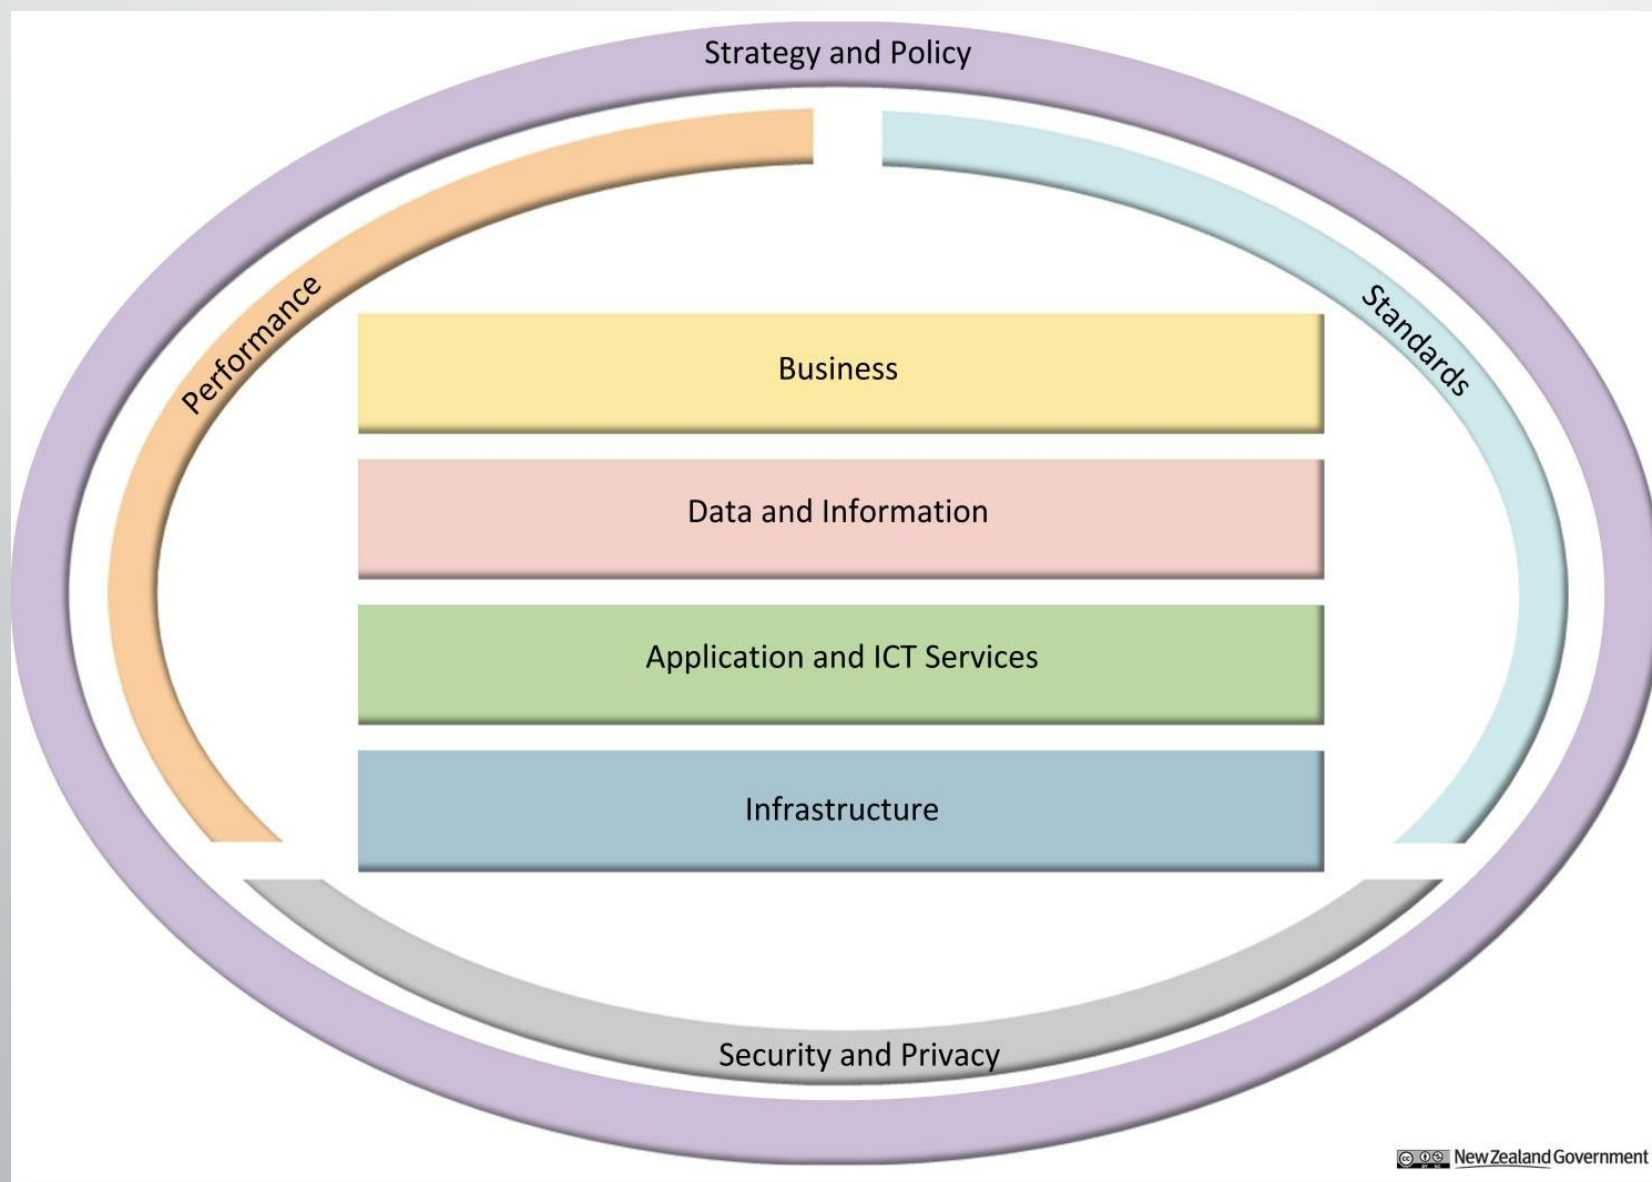 Strategy and Policy
Performance
Standards
Business
Data and Information
Application and ICT Services
Infrastructure
Security and Privacy
New Zealand Government